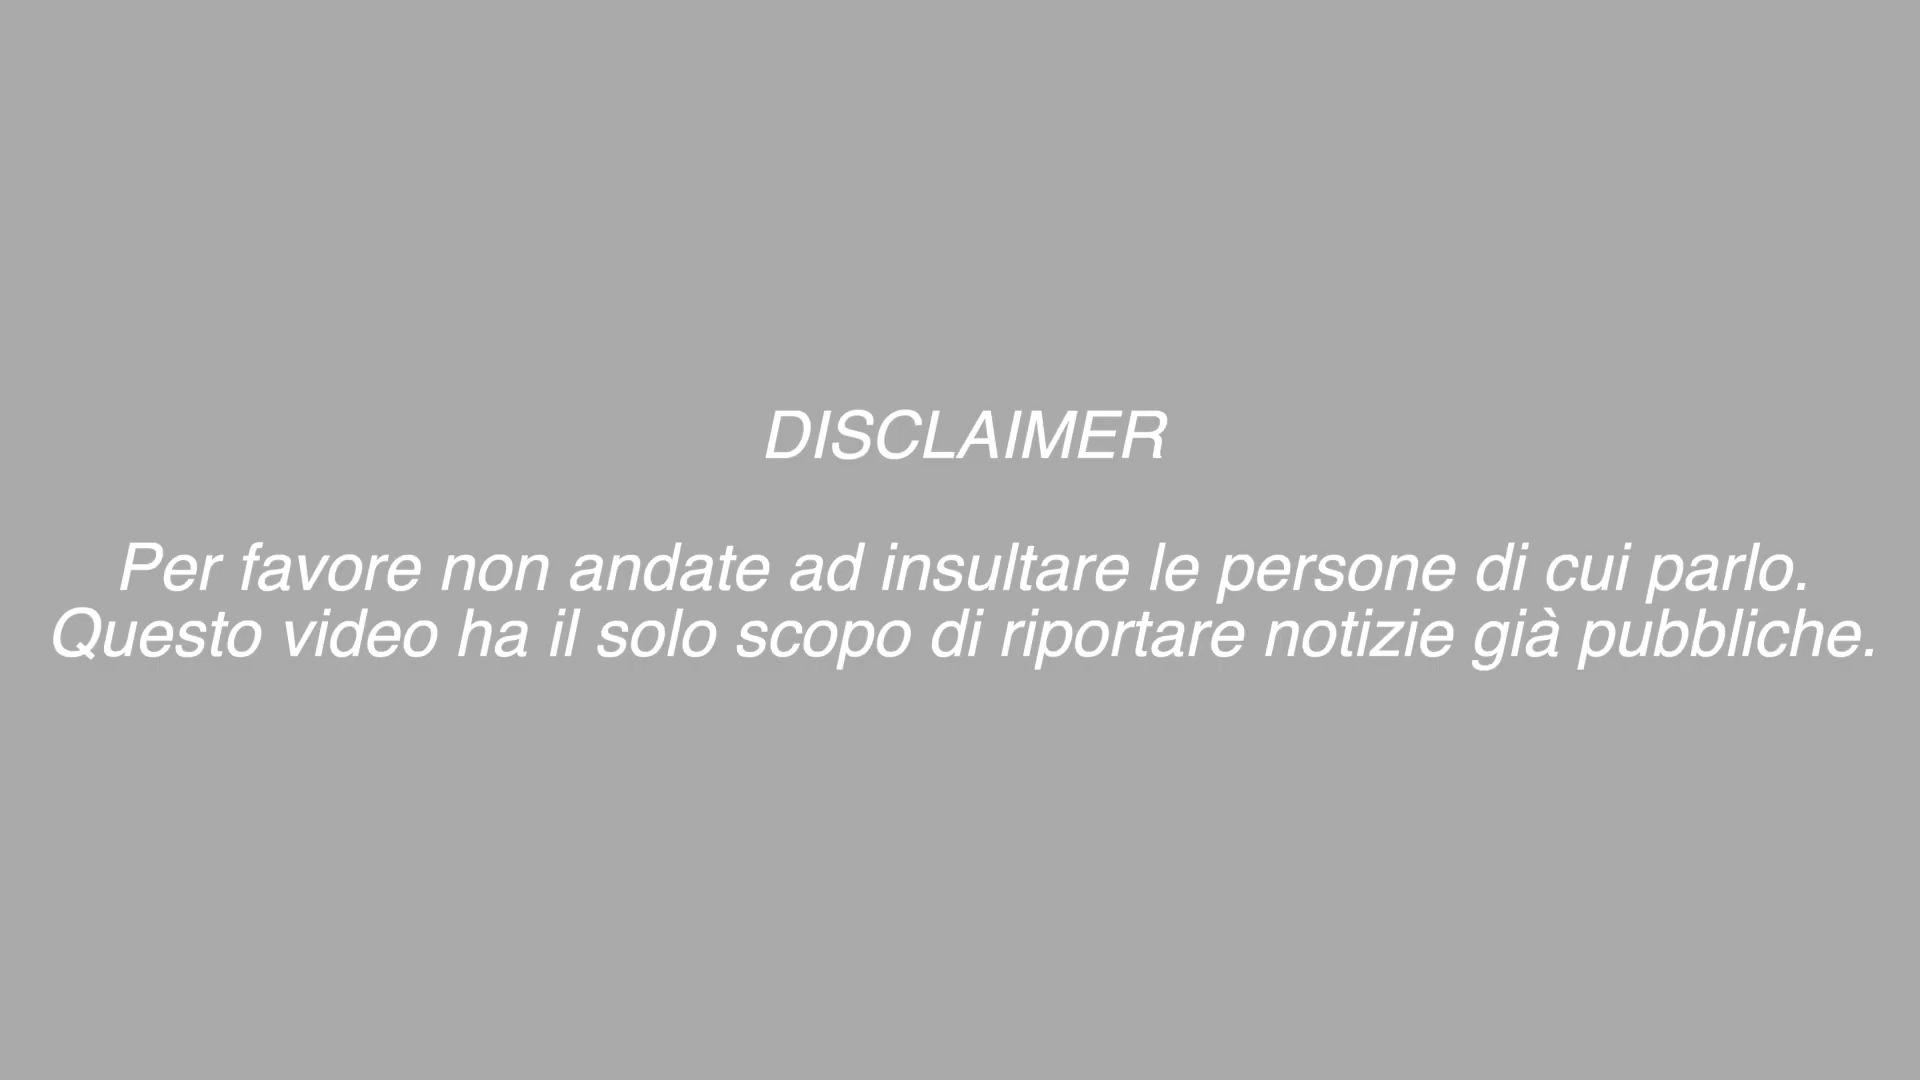 DISCLAIMER
Per favore non andate ad insultare le persone di cui parlo.
Questo video ha il solo scopo di riportare notizie già pubbliche.